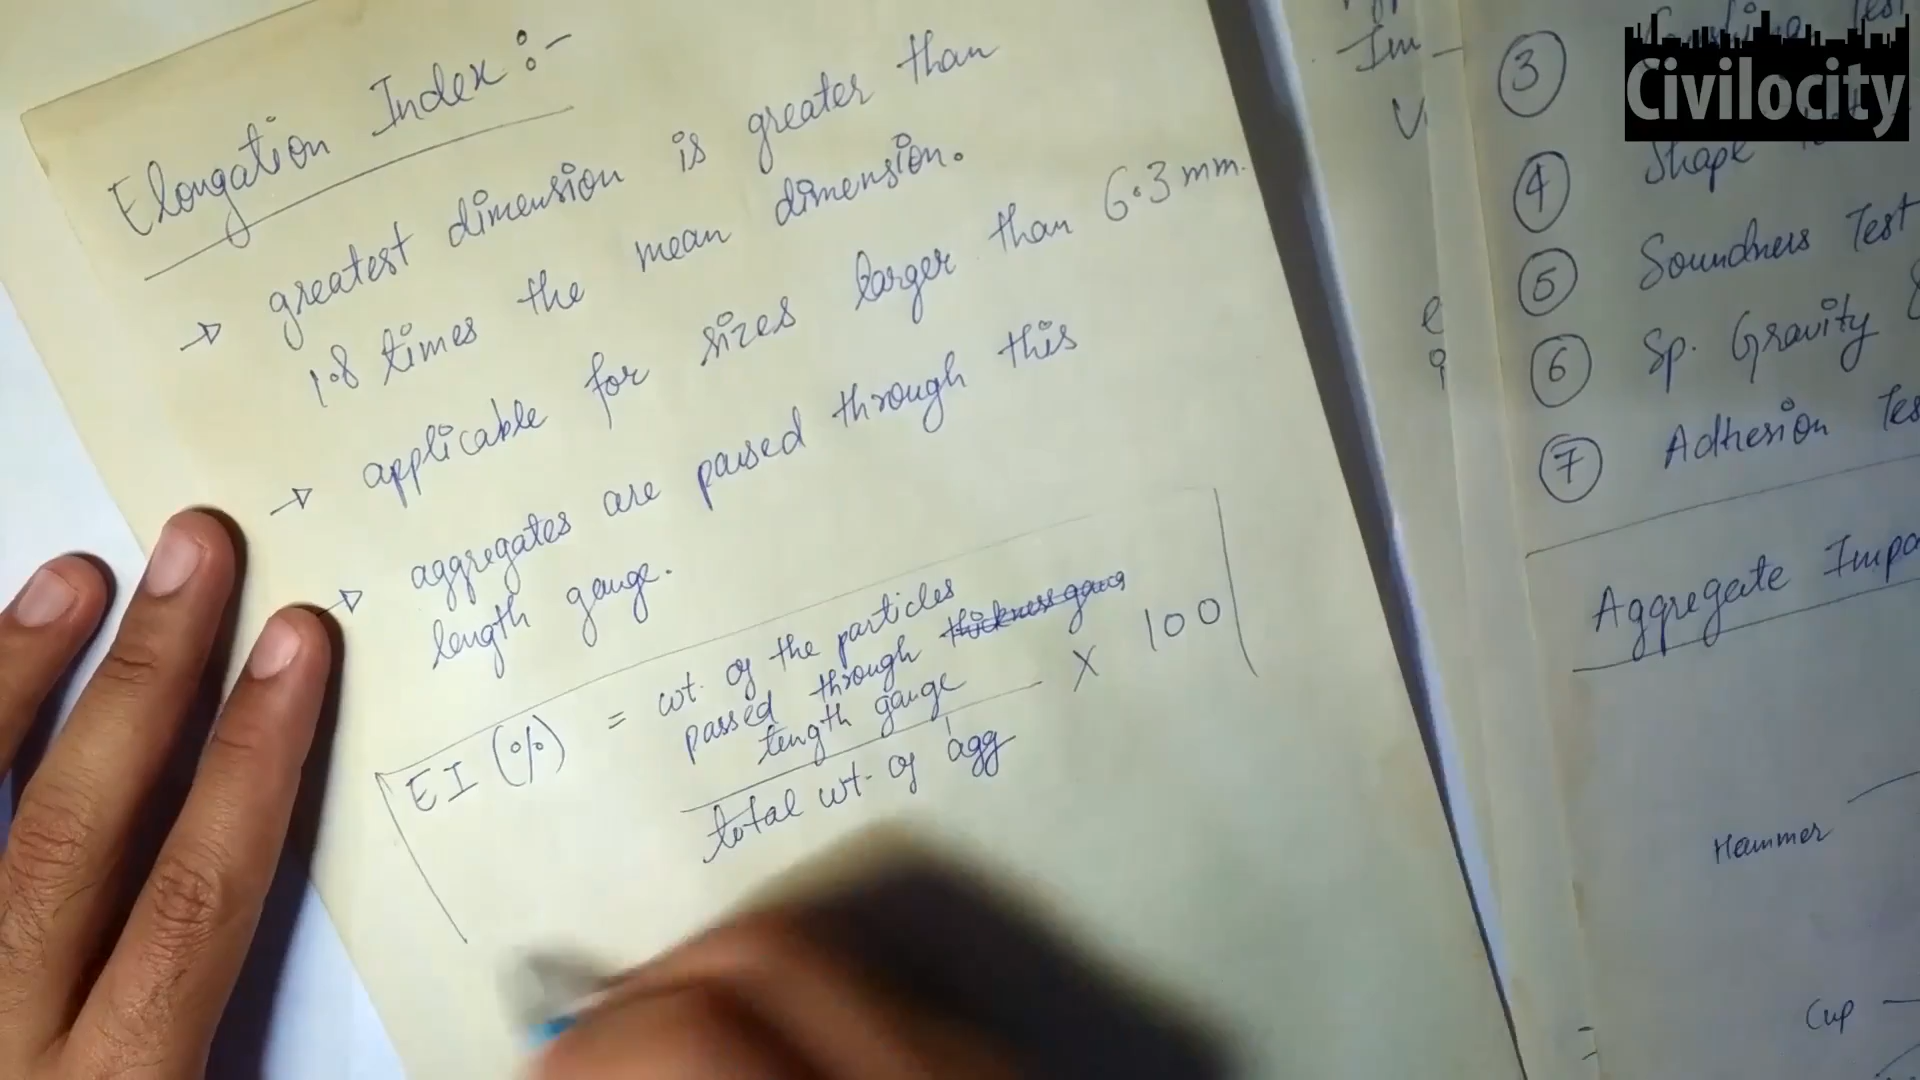 Elongation Index :-
greatest dimension is greater than
1.8 times the mean dimension.
applicable for sizes larger than 6.3 mm.
aggregates are passed through this
length gauge.
EI (%) = wt. of the particles
passed through thickness gauge
length gauge
total wt. of agg
X 100
Im
③
④ Shape
⑤ Soundness Test
⑥ Sp. Gravity &
⑦ Adhesion Tes
Aggregate Impa
Hammer
Cup
Civilocity